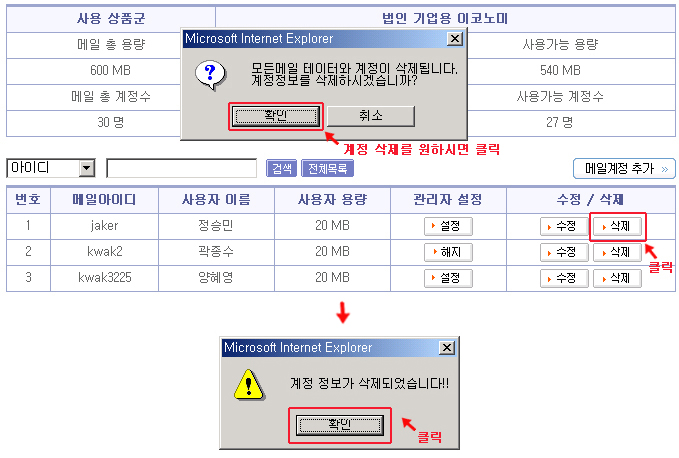 사용 상품군 법인 기업용 이코노미
메일 총 용량 사용가능 용량
600 MB 540 MB
메일 총 계정수 사용가능 계정수
30 명 27 명
Microsoft Internet Explorer
모든메일 데이터와 계정이 삭제됩니다.
계정정보를 삭제하시겠습니까?
확인 취소
계정 삭제를 원하시면 클릭
아이디 검색 전체목록 메일계정 추가 »
번호 메일아이디 사용자 이름 사용자 용량 관리자 설정 수정 / 삭제
1 jaker 정승민 20 MB 설정 수정 삭제
2 kwak2 곽종수 20 MB 해지 수정 삭제
클릭
3 kwak3225 양혜영 20 MB 설정 수정 삭제
Microsoft Internet Explorer
계정 정보가 삭제되었습니다!!
확인
클릭